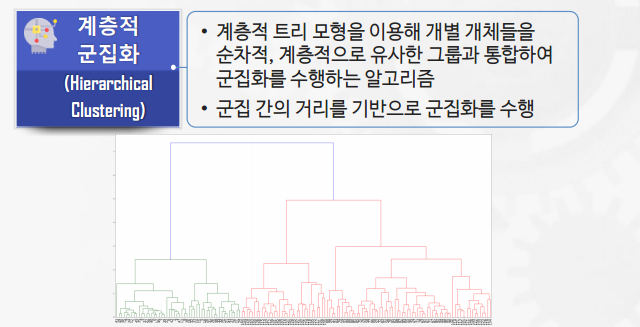 계층적
군집화
(Hierarchical
Clustering)
• 계층적 트리 모형을 이용해 개별 개체들을
순차적, 계층적으로 유사한 그룹과 통합하여
군집화를 수행하는 알고리즘
• 군집 간의 거리를 기반으로 군집화를 수행